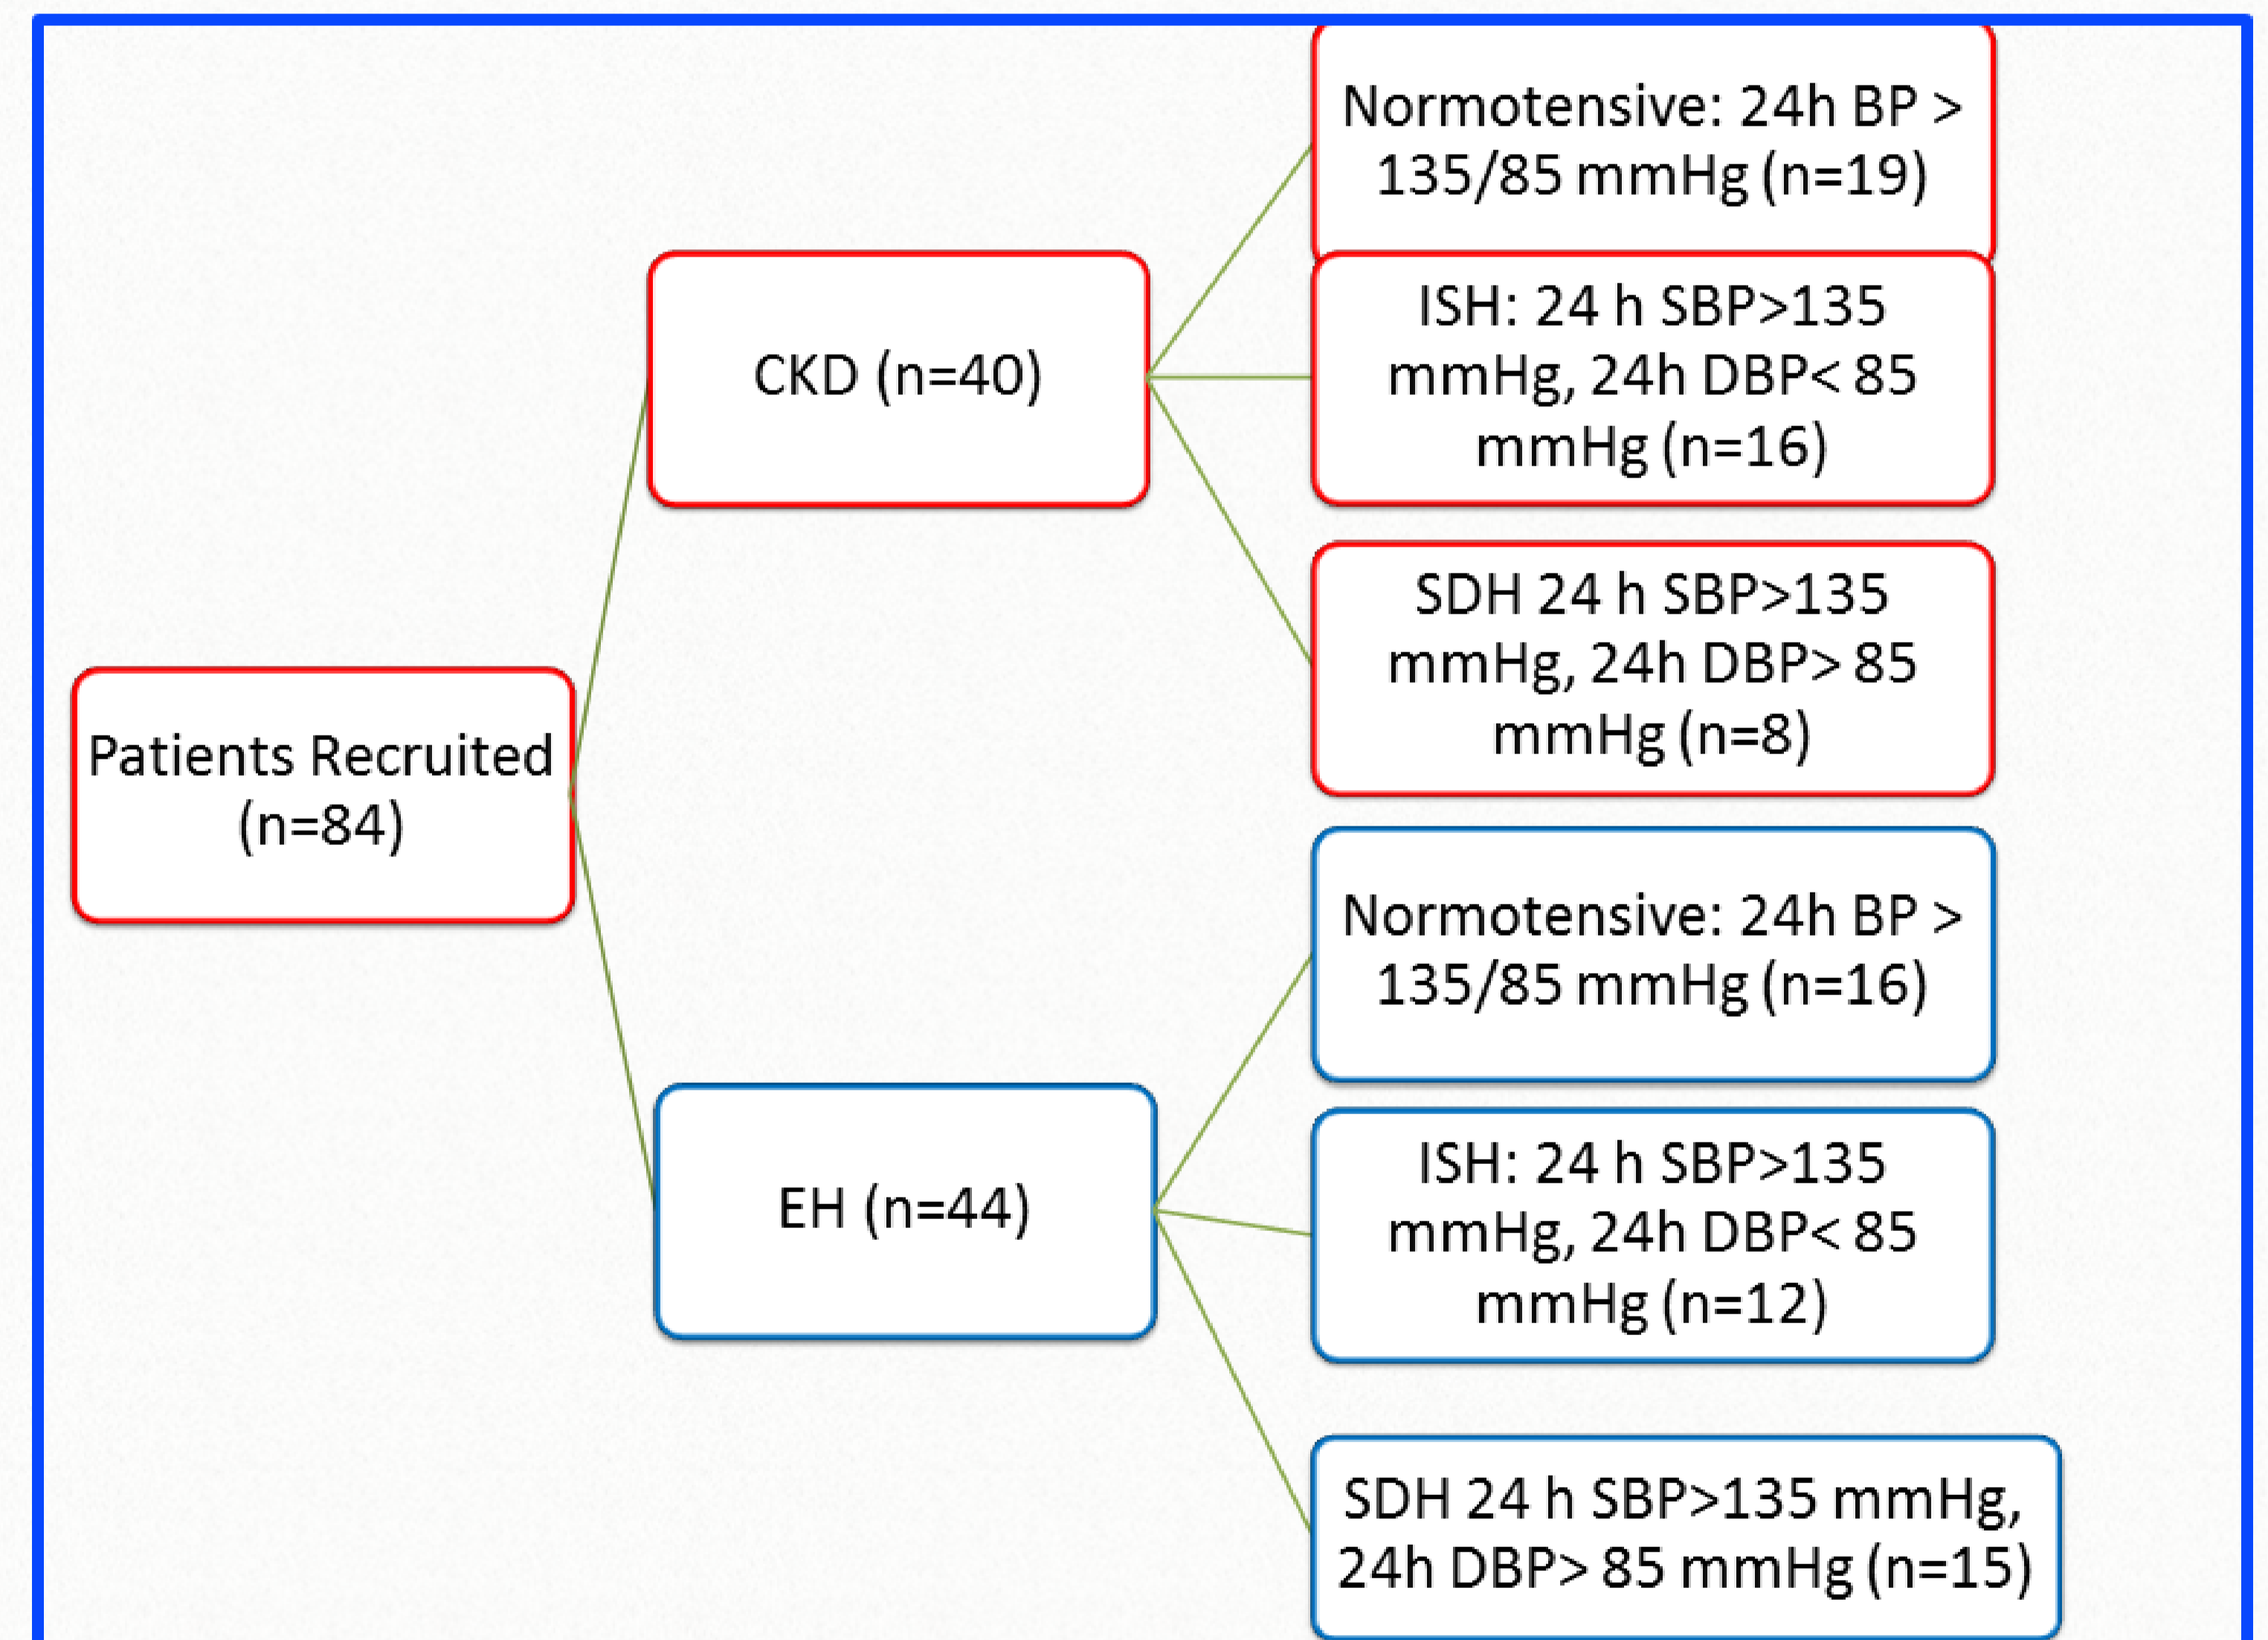 Patients Recruited
(n=84)
CKD (n=40)
Normotensive: 24h BP >
135/85 mmHg (n=19)
ISH: 24 h SBP>135
mmHg, 24h DBP< 85
mmHg (n=16)
SDH 24 h SBP>135
mmHg, 24h DBP> 85
mmHg (n=8)
EH (n=44)
Normotensive: 24h BP >
135/85 mmHg (n=16)
ISH: 24 h SBP>135
mmHg, 24h DBP< 85
mmHg (n=12)
SDH 24 h SBP>135 mmHg,
24h DBP> 85 mmHg (n=15)